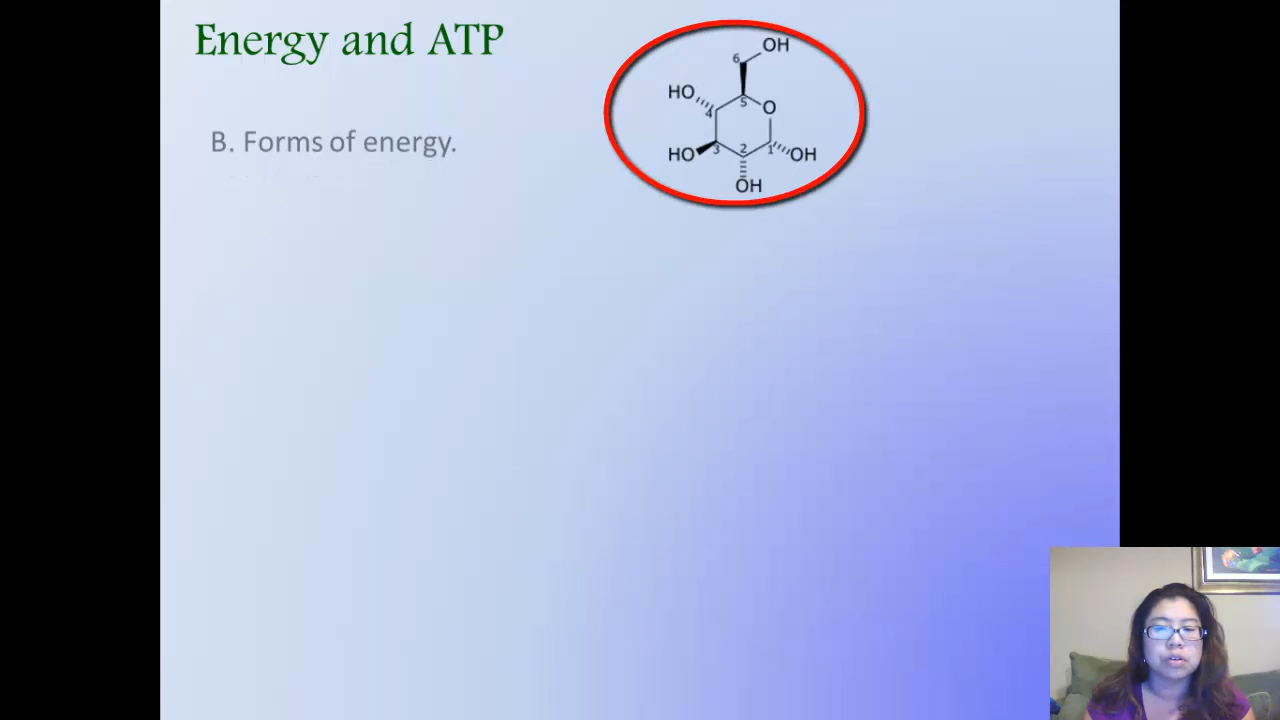 Energy and ATP
B. Forms of energy.
OH
6
HO
5
O
4
HO
3
2
1
OH
OH